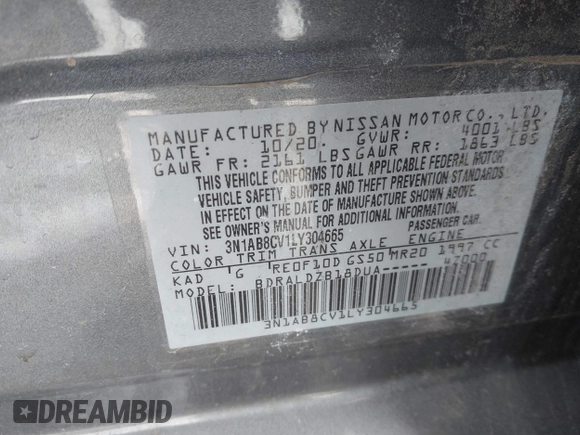 MANUFACTURED BY NISSAN MOTOR CO., LTD.
DATE: 10/20. GVWR: 4001 LBS
GAWR FR: 2161 LBS GAWR RR: 1863 LBS
THIS VEHICLE CONFORMS TO ALL APPLICABLE FEDERAL MOTOR
VEHICLE SAFETY, BUMPER AND THEFT PREVENTION STANDARDS
IN EFFECT ON THE DATE OF MANUFACTURE SHOWN ABOVE.
SEE OWNER'S MANUAL FOR ADDITIONAL INFORMATION
VIN: 3N1AB8CV1LY304665 PASSENGER CAR.
COLOR TRIM TRANS AXLE ENGINE
KAD G RE0F10D GS50 MR20 1997 CC
MODEL: BDRALDZB18DUA- 47000
3N1AB8CV1LY304665
DREAMBID